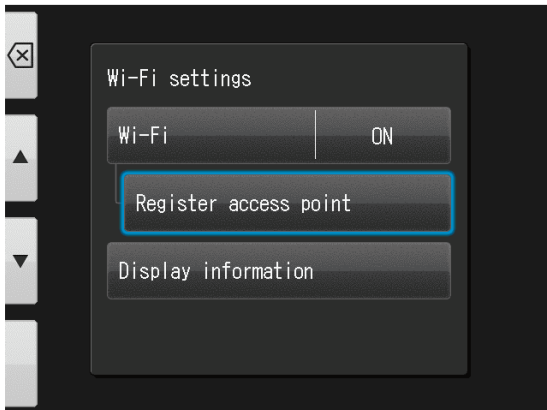 Wi-Fi settings
Wi-Fi ON
Register access point
Display information